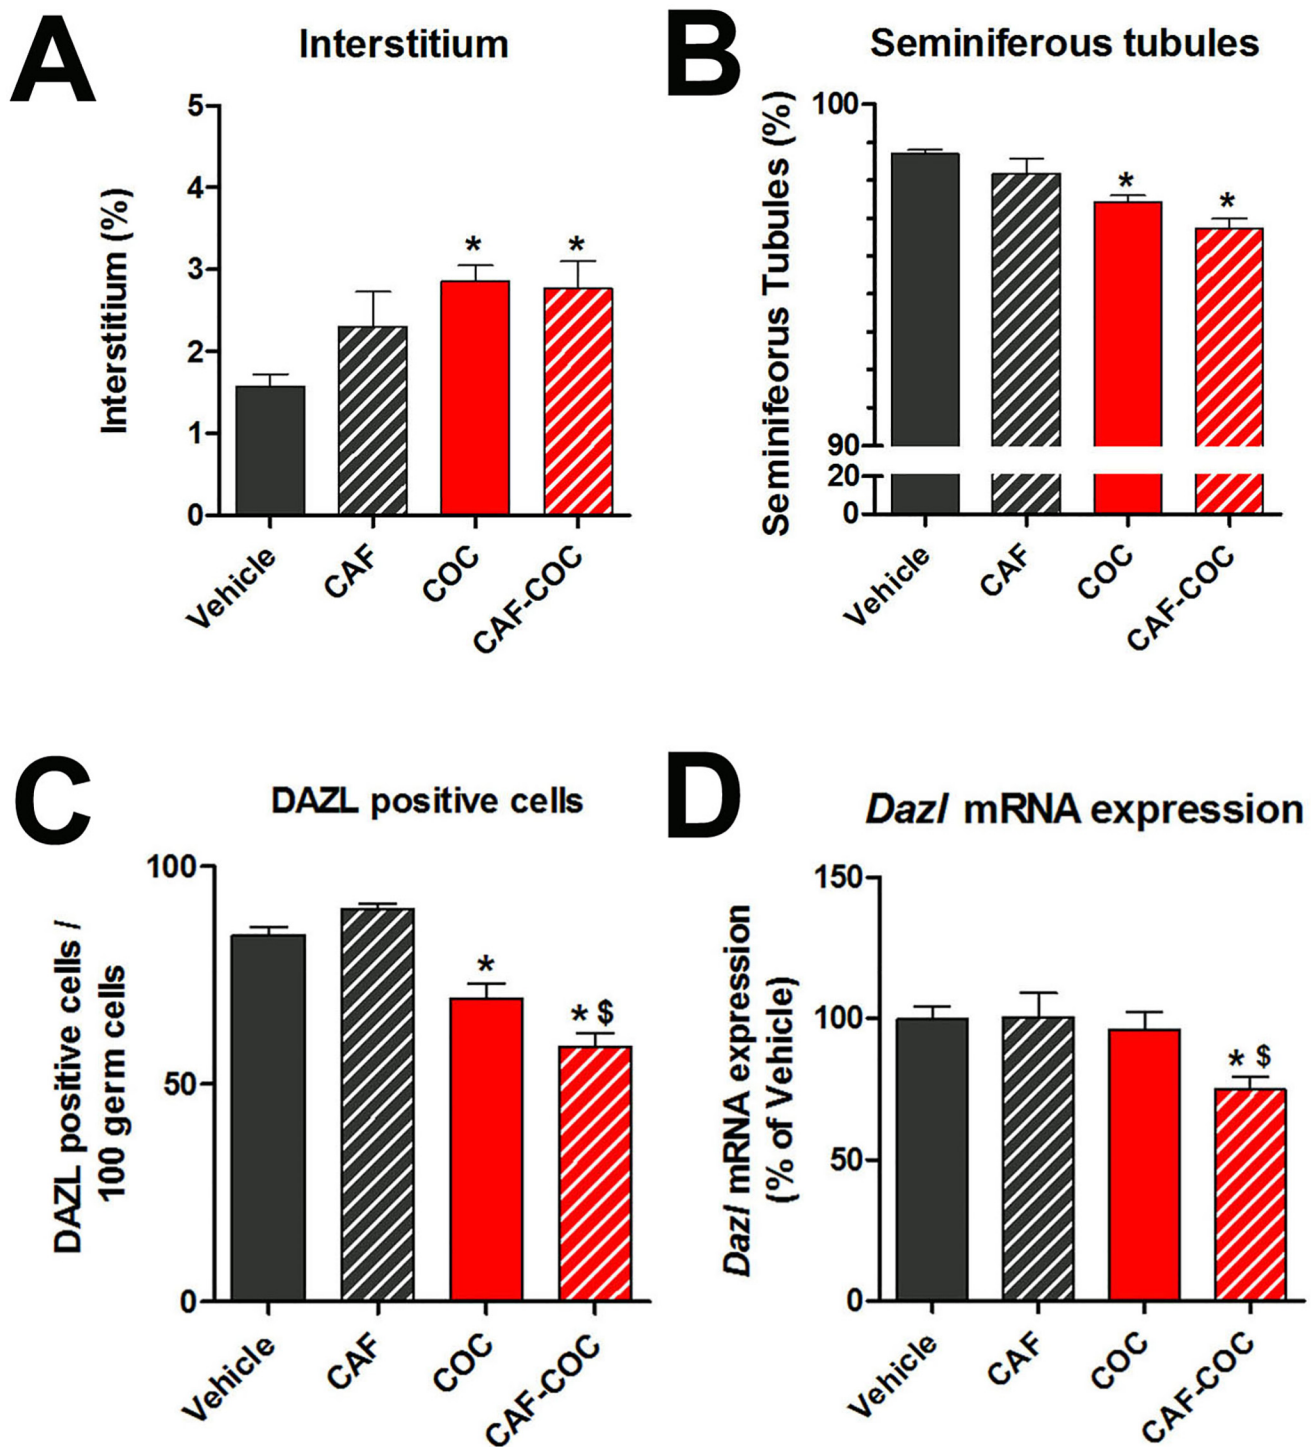 A
Interstitium
Interstitium (%)
5
4
3
2
1
0
*
*
Vehicle
CAF
COC
CAF-COC
B
Seminiferous tubules
Seminifeorus Tubules (%)
100
90
20
0
*
*
Vehicle
CAF
COC
CAF-COC
C
DAZL positive cells
DAZL positive cells /
100 germ cells
100
50
0
*
* $
Vehicle
CAF
COC
CAF-COC
D
Dazl mRNA expression
Dazl mRNA expression
(% of Vehicle)
150
100
50
0
* $
Vehicle
CAF
COC
CAF-COC